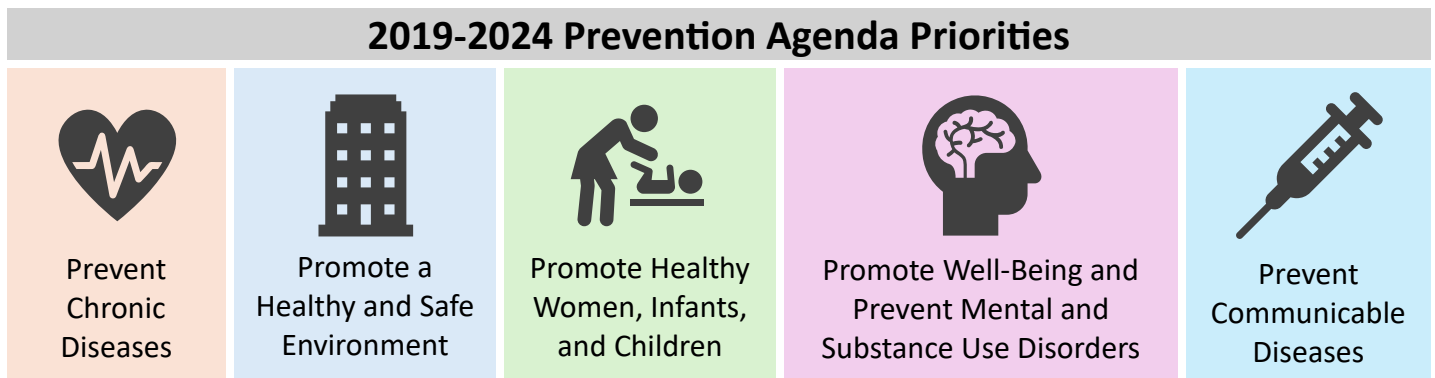 2019-2024 Prevention Agenda Priorities
Prevent
Chronic
Diseases
Promote a
Healthy and Safe
Environment
Promote Healthy
Women, Infants,
and Children
Promote Well-Being and
Prevent Mental and
Substance Use Disorders
Prevent
Communicable
Diseases